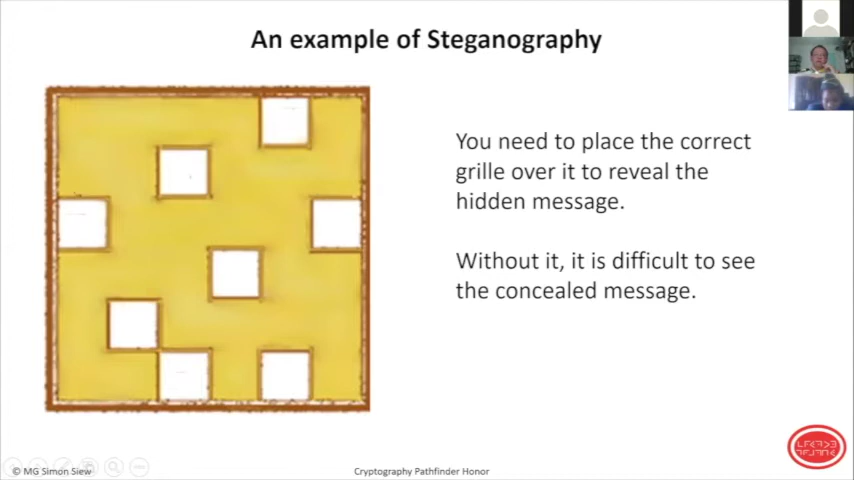 An example of Steganography
You need to place the correct
grille over it to reveal the
hidden message.
Without it, it is difficult to see
the concealed message.
© MG Simon Siew
Cryptography Pathfinder Honor